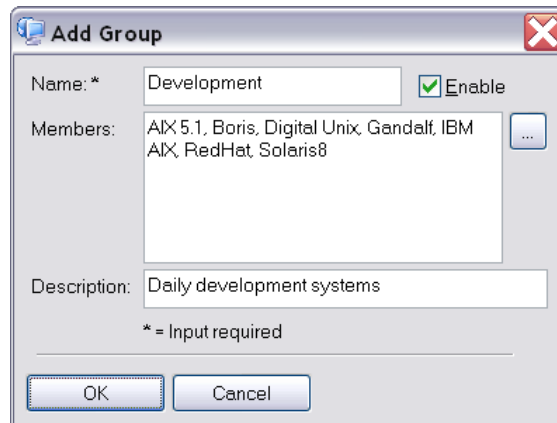 Add Group
Name: * Development Enable
Members: AIX 5.1, Boris, Digital Unix, Gandalf, IBM
AIX, RedHat, Solaris8
...
Description: Daily development systems
* = Input required
OK Cancel